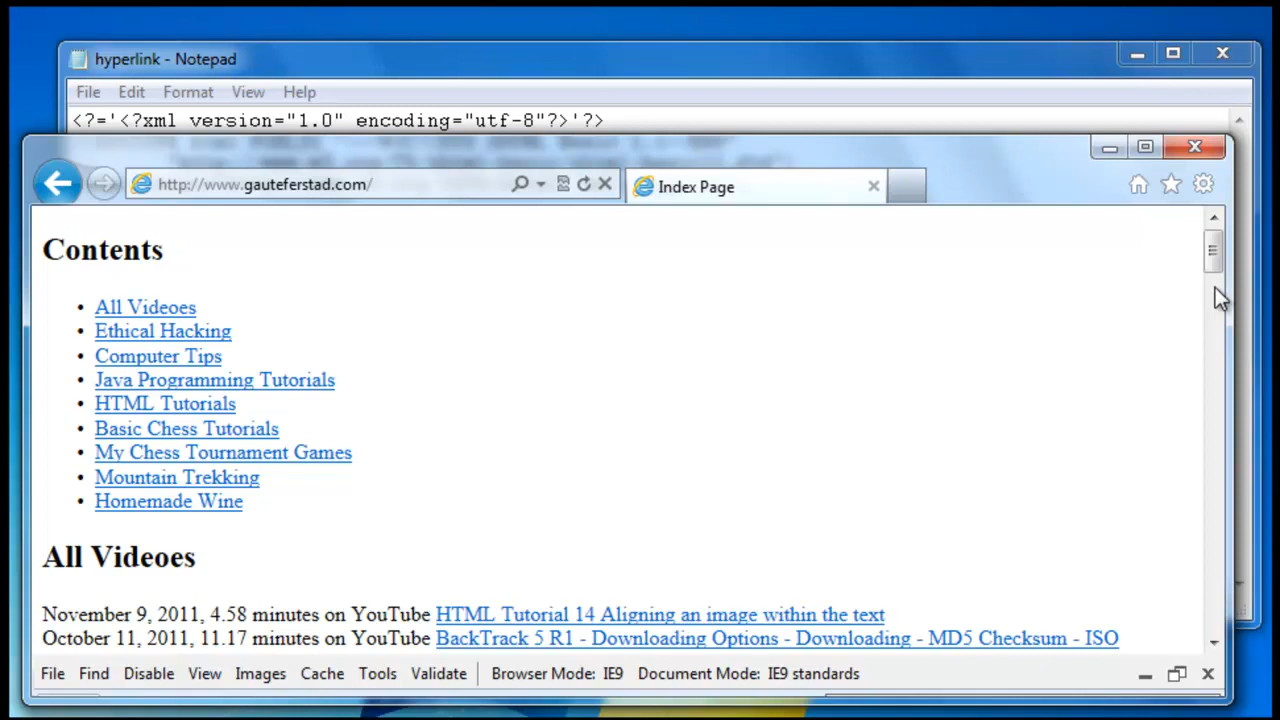 hyperlink - Notepad
File Edit Format View Help
<?='<?xml version="1.0" encoding="utf-8"?>'?>
http://www.gauteferstad.com/
Index Page
Contents
• All Videoes
• Ethical Hacking
• Computer Tips
• Java Programming Tutorials
• HTML Tutorials
• Basic Chess Tutorials
• My Chess Tournament Games
• Mountain Trekking
• Homemade Wine
All Videoes
November 9, 2011, 4.58 minutes on YouTube HTML Tutorial 14 Aligning an image within the text
October 11, 2011, 11.17 minutes on YouTube BackTrack 5 R1 - Downloading Options - Downloading - MD5 Checksum - ISO
File Find Disable View Images Cache Tools Validate Browser Mode: IE9 Document Mode: IE9 standards